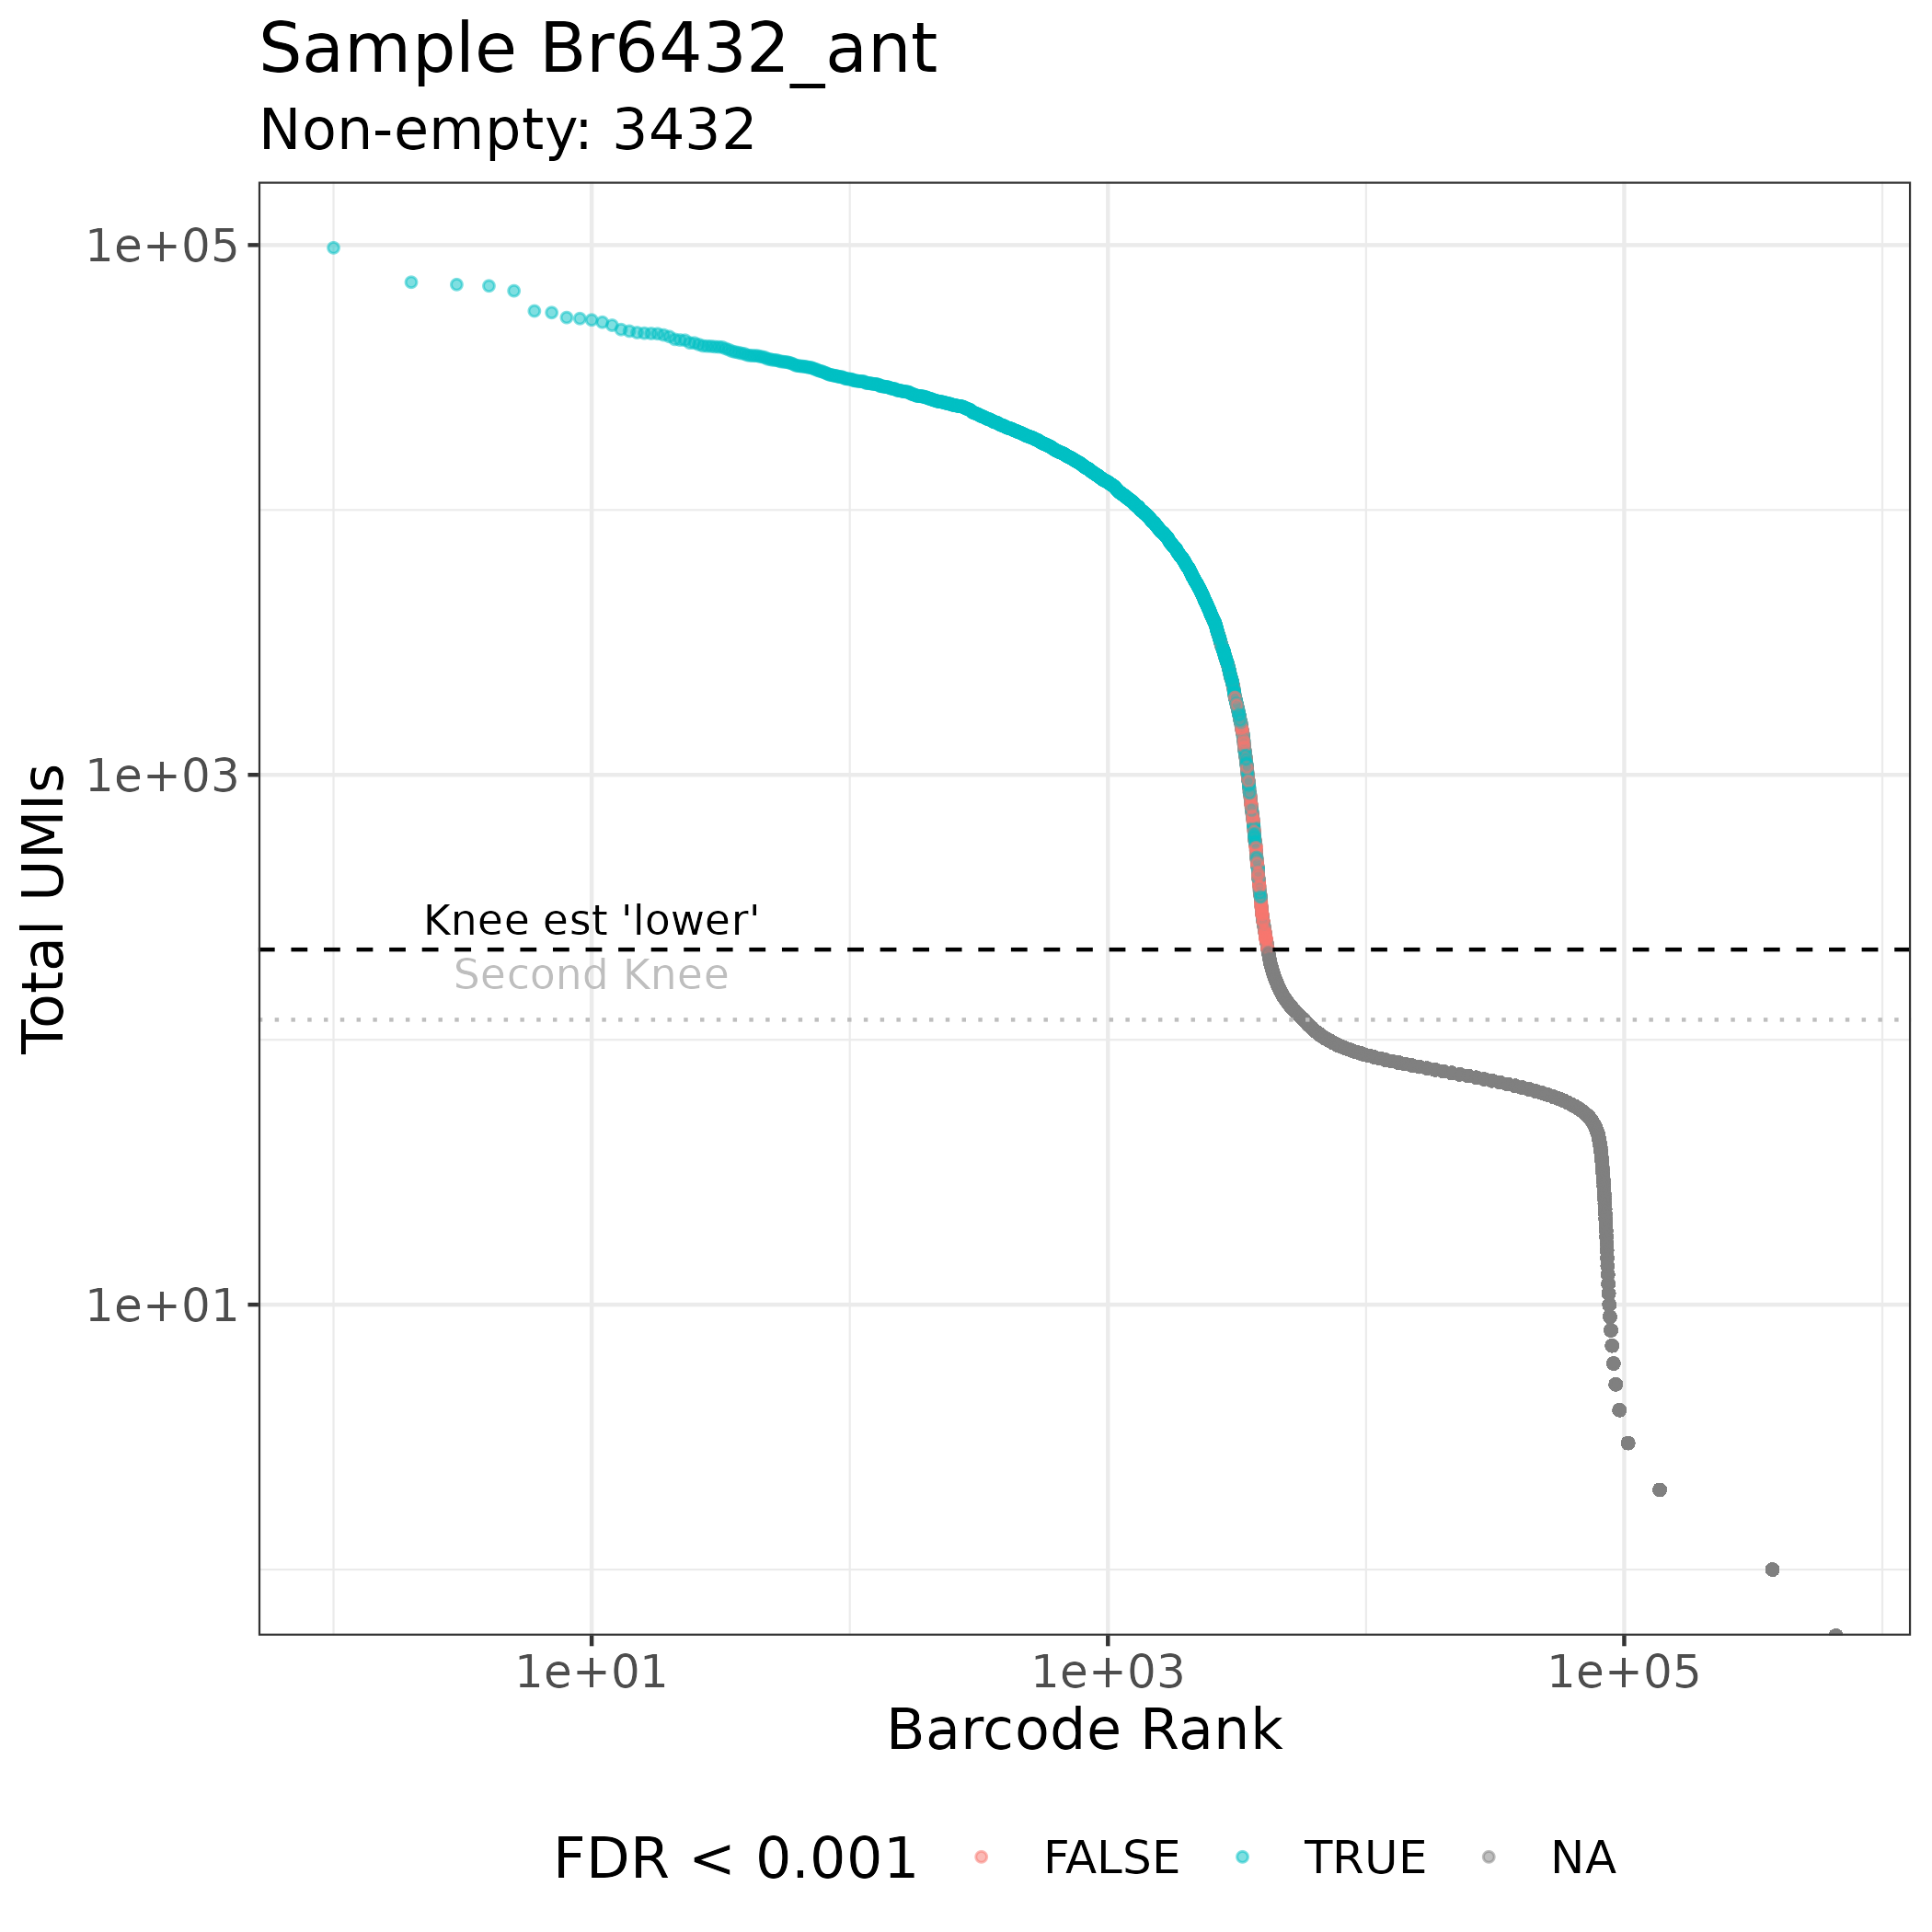 Sample Br6432_ant
Non-empty: 3432
Total UMIs
1e+05
1e+03
1e+01
Knee est 'lower'
Second Knee
1e+01 1e+03 1e+05
Barcode Rank
FDR < 0.001 FALSE TRUE NA